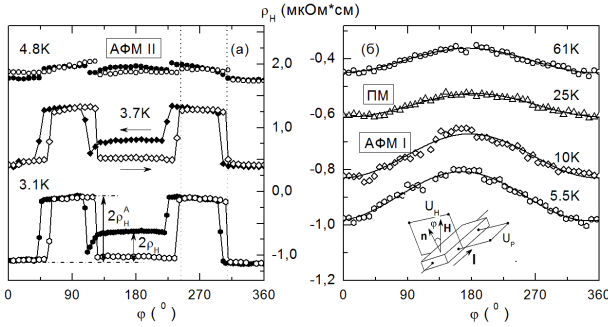 ρH (мкОм*см)
4.8K
АФМ II
(а)
2,0
3.7K
1,0
3.1K
0,0
2ρHA
2ρH
-1,0
0 90 180 270 360
φ (0)
(б)
-0,4
61K
ПМ
25K
-0,6
АФМ I
10K
-0,8
5.5K
-1,0
UH
φ
H
n
UP
I
-1,2
0 90 180 270 360
φ (0)